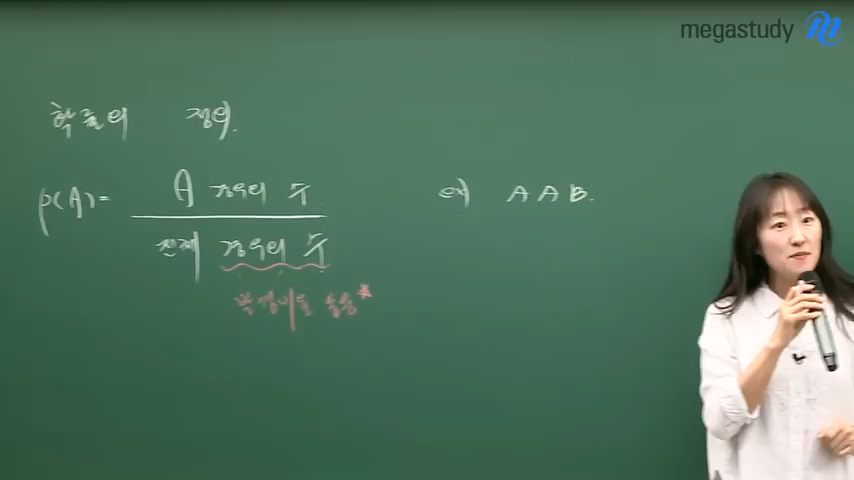 megastudy
확률의 정의.
P(A)= A 경우의 수
전체 경우의 수
예) A A B.